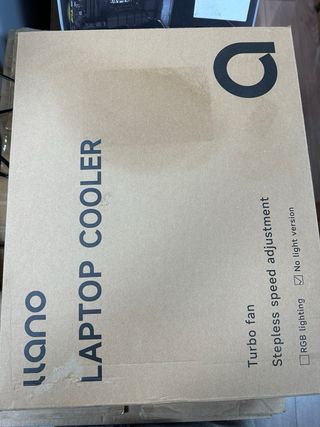 llano
LAPTOP COOLER
Turbo fan
Stepless speed adjustment
☐ RGB lighting ☑ No light version